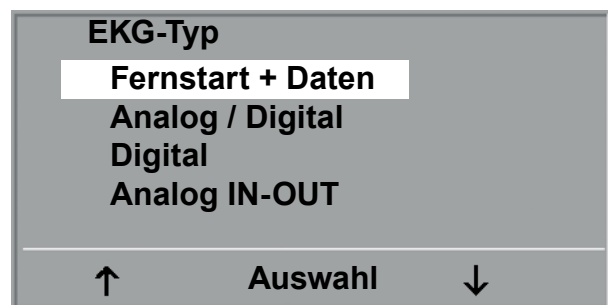 EKG-Typ
Fernstart + Daten
Analog / Digital
Digital
Analog IN-OUT
↑ Auswahl ↓